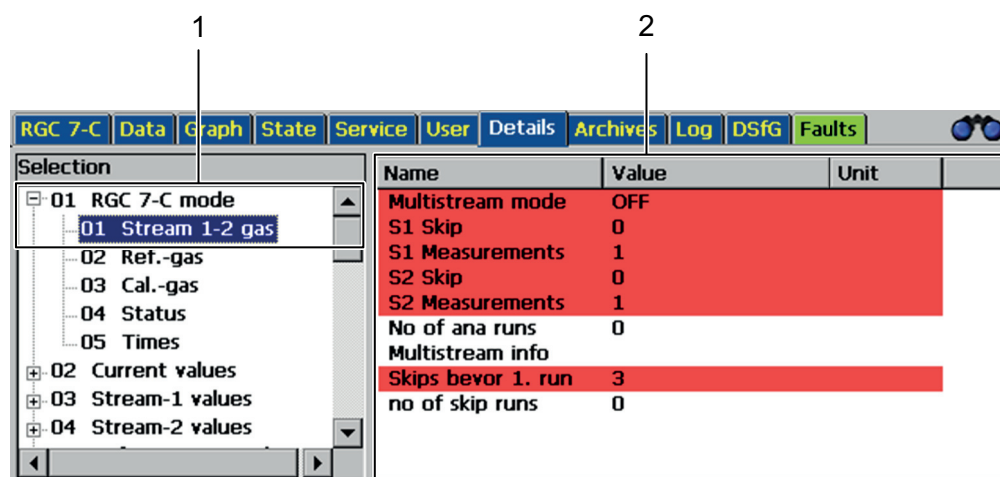 1 2
RGC 7-C Data Graph State Service User Details Archives Log DSfG Faults
Selection
01 RGC 7-C mode
01 Stream 1-2 gas
02 Ref.-gas
03 Cal.-gas
04 Status
05 Times
02 Current values
03 Stream-1 values
04 Stream-2 values
Name Value Unit
Multistream mode OFF
S1 Skip 0
S1 Measurements 1
S2 Skip 0
S2 Measurements 1
No of ana runs 0
Multistream info
Skips bevor 1. run 3
no of skip runs 0